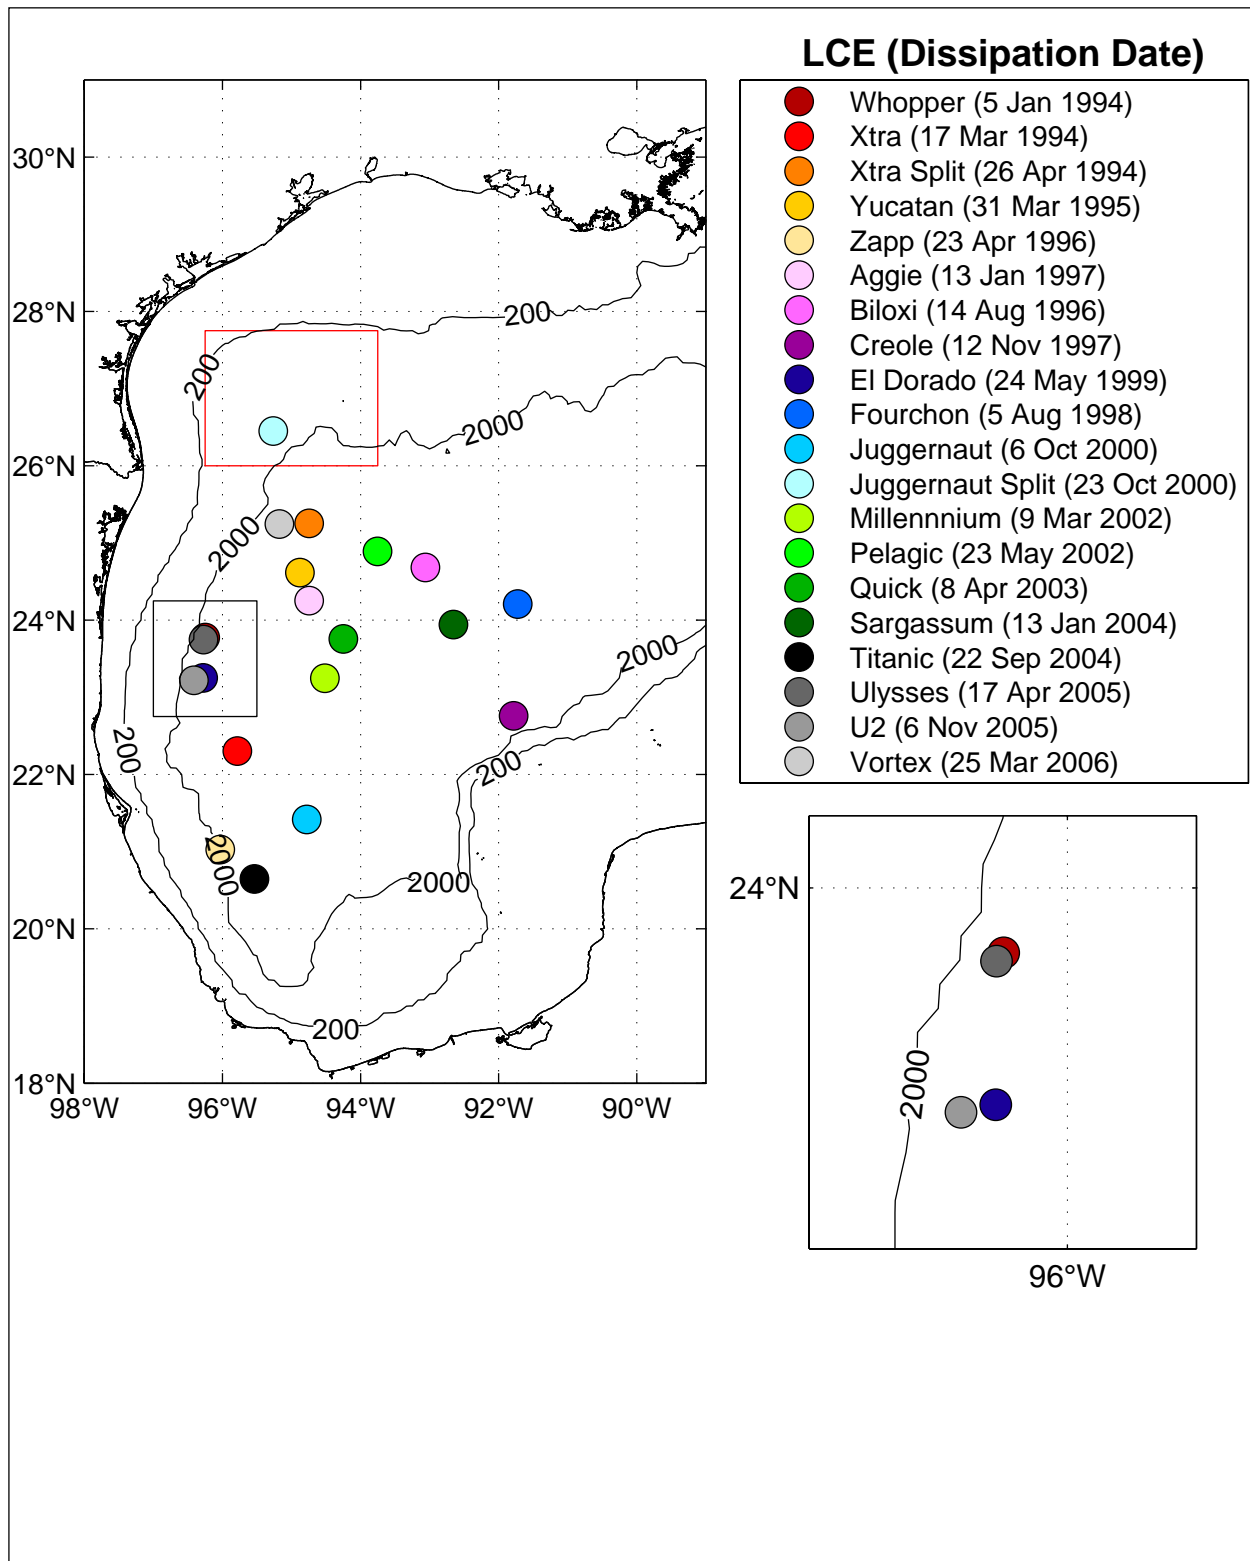 LCE (Dissipation Date)
Whopper (5 Jan 1994)
Xtra (17 Mar 1994)
Xtra Split (26 Apr 1994)
Yucatan (31 Mar 1995)
Zapp (23 Apr 1996)
Aggie (13 Jan 1997)
Biloxi (14 Aug 1996)
Creole (12 Nov 1997)
El Dorado (24 May 1999)
Fourchon (5 Aug 1998)
Juggernaut (6 Oct 2000)
Juggernaut Split (23 Oct 2000)
Millennnium (9 Mar 2002)
Pelagic (23 May 2002)
Quick (8 Apr 2003)
Sargassum (13 Jan 2004)
Titanic (22 Sep 2004)
Ulysses (17 Apr 2005)
U2 (6 Nov 2005)
Vortex (25 Mar 2006)
30°N
28°N
26°N
24°N
22°N
20°N
18°N
98°W 96°W 94°W 92°W 90°W
200
200
2000
2000
2000
200
200
2000
2000
200
24°N
2000
96°W